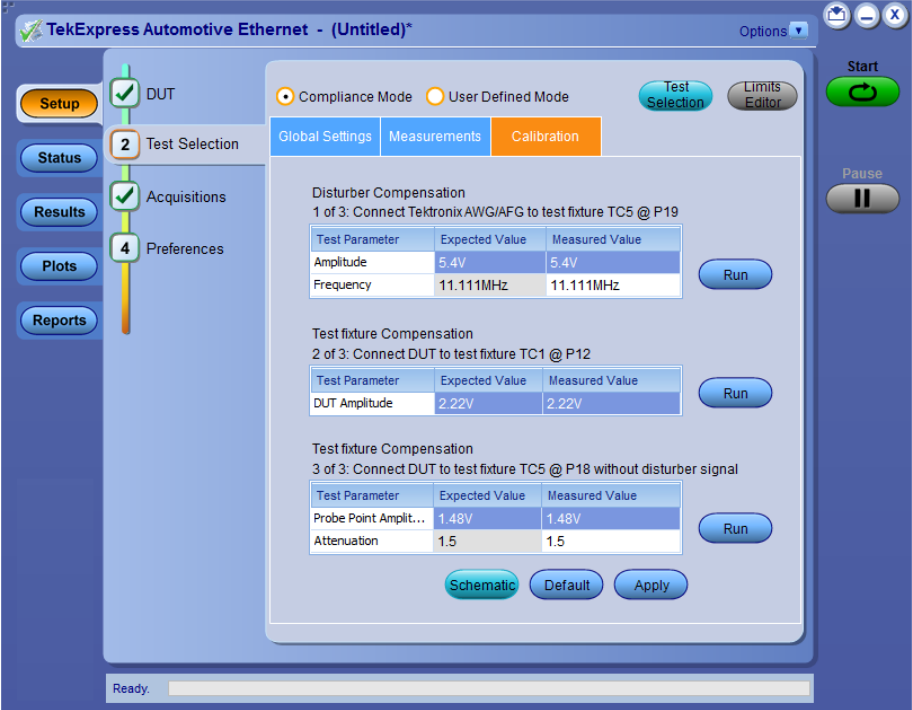 TekExpress Automotive Ethernet - (Untitled)*
Options
X
Start
Setup
DUT
Compliance Mode
User Defined Mode
Test Selection
Limits Editor
2
Test Selection
Global Settings
Measurements
Calibration
Status
Pause
Acquisitions
Disturber Compensation
1 of 3: Connect Tektronix AWG/AFG to test fixture TC5 @ P19
Results
Test Parameter Expected Value Measured Value
4
Preferences
Amplitude 5.4V 5.4V
Plots
Run
Frequency 11.111MHz 11.111MHz
Reports
Test fixture Compensation
2 of 3: Connect DUT to test fixture TC1 @ P12
Test Parameter Expected Value Measured Value
Run
DUT Amplitude 2.22V 2.22V
Test fixture Compensation
3 of 3: Connect DUT to test fixture TC5 @ P18 without disturber signal
Test Parameter Expected Value Measured Value
Probe Point Amplit... 1.48V 1.48V
Run
Attenuation 1.5 1.5
Schematic
Default
Apply
Ready.